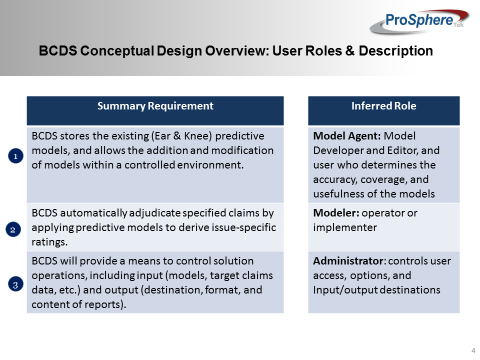 ProSphere
Tek
BCDS Conceptual Design Overview: User Roles & Description
Summary Requirement
Inferred Role
1
BCDS stores the existing (Ear & Knee) predictive
models, and allows the addition and modification
of models within a controlled environment.
Model Agent: Model
Developer and Editor, and
user who determines the
accuracy, coverage, and
usefulness of the models
2
BCDS automatically adjudicate specified claims by
applying predictive models to derive issue-specific
ratings.
Modeler: operator or
implementer
3
BCDS will provide a means to control solution
operations, including input (models, target claims
data, etc.) and output (destination, format, and
content of reports).
Administrator: controls user
access, options, and
Input/output destinations
4